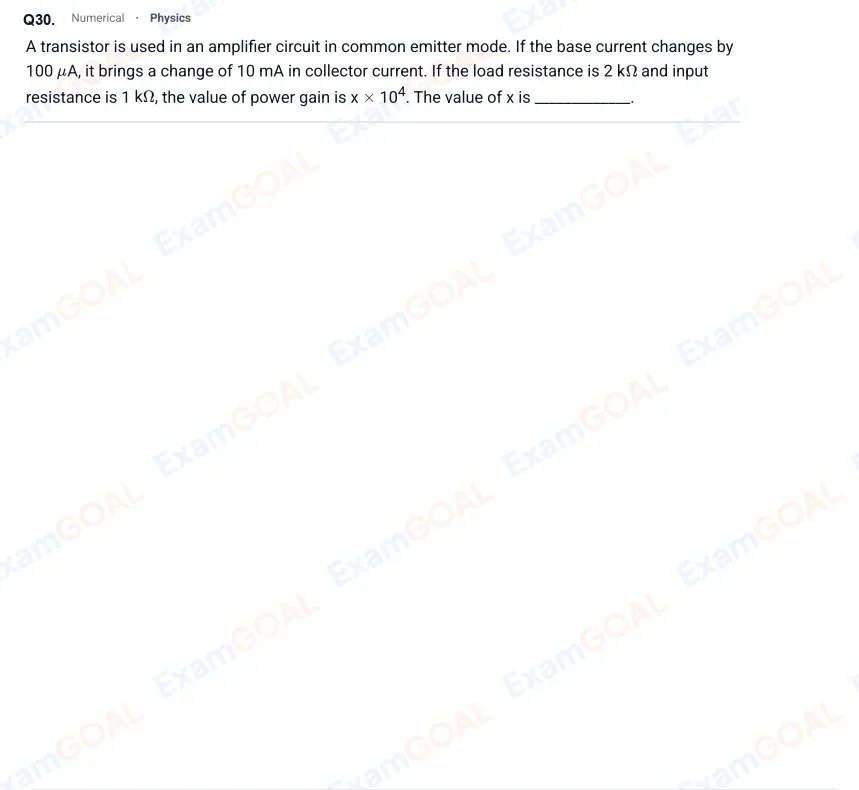 Q30. Numerical · Physics
A transistor is used in an amplifier circuit in common emitter mode. If the base current changes by
100 μA, it brings a change of 10 mA in collector current. If the load resistance is 2 kΩ and input
resistance is 1 kΩ, the value of power gain is x × 10⁴. The value of x is ____________.
ExamGOAL